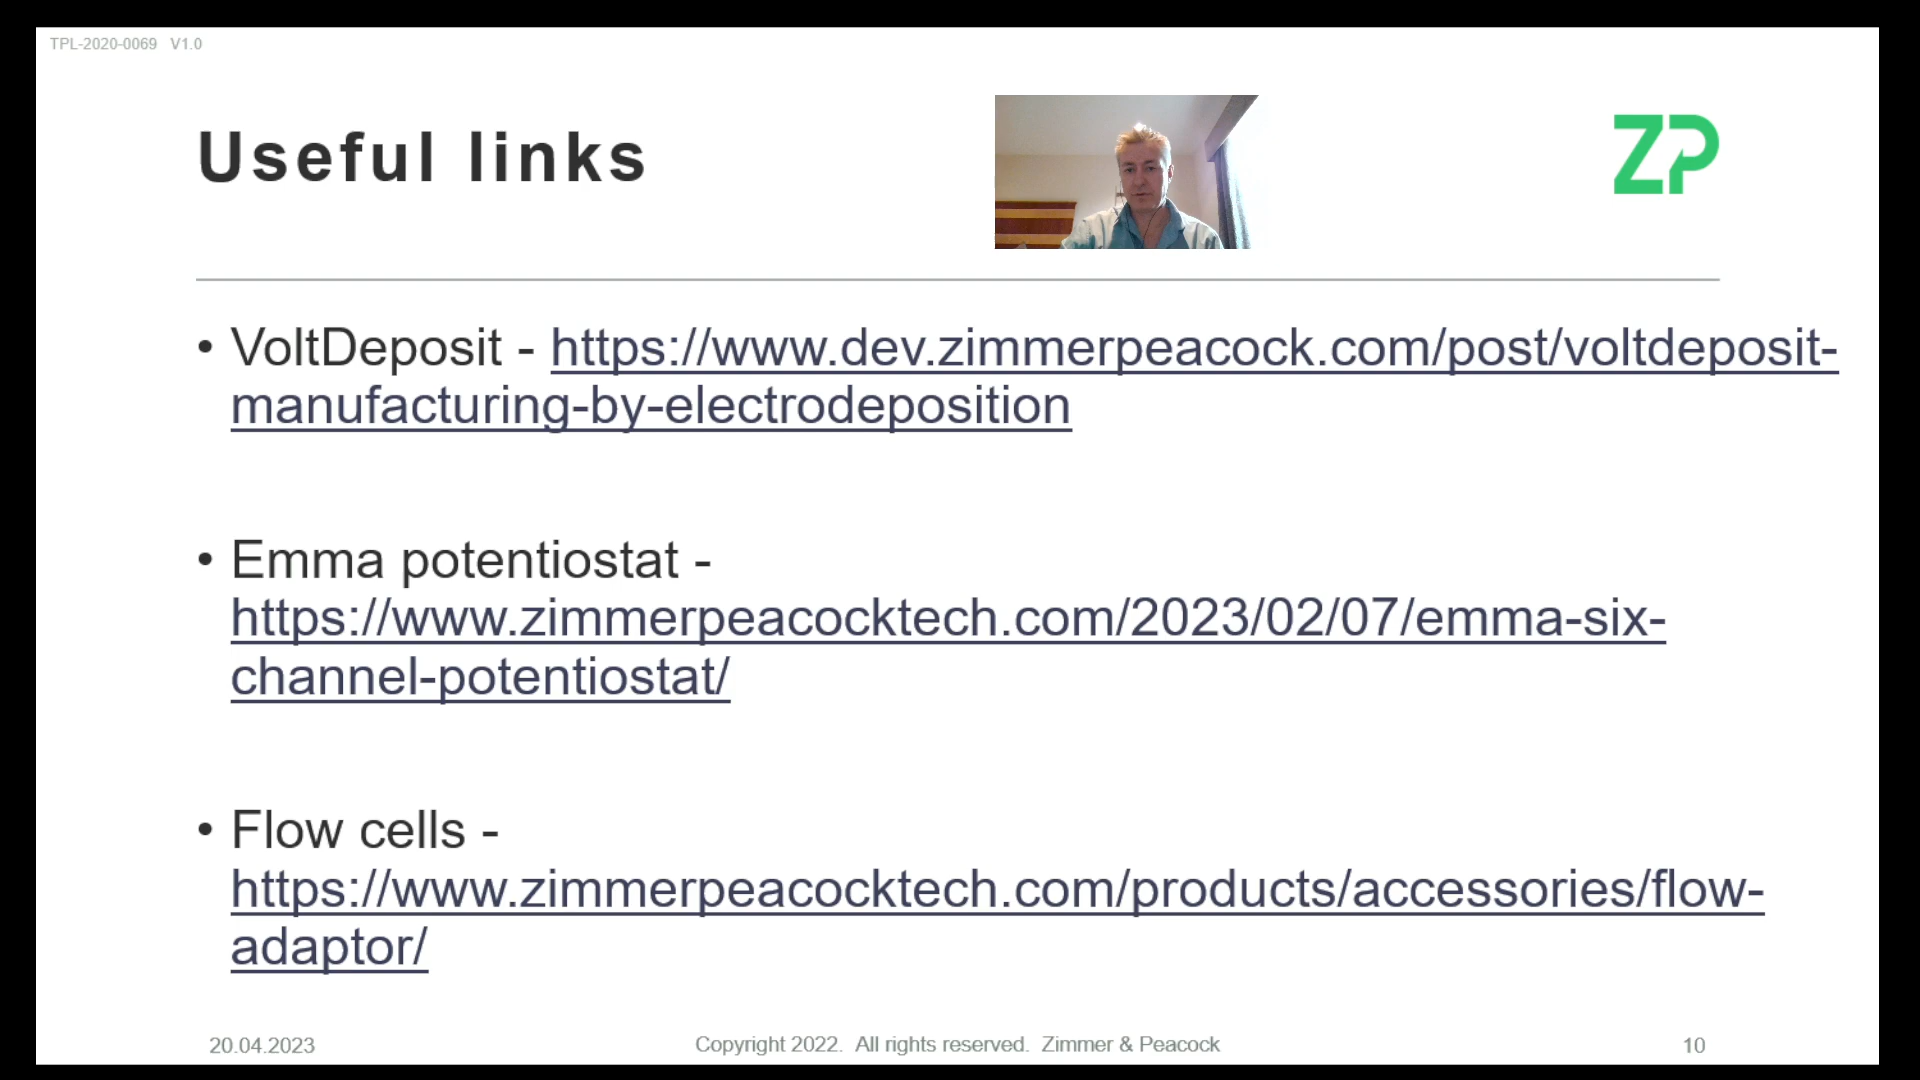 TPL-2020-0069 V1.0
Useful links
ZP
• VoltDeposit - https://www.dev.zimmerpeacock.com/post/voltdeposit-
manufacturing-by-electrodeposition
• Emma potentiostat -
https://www.zimmerpeacocktech.com/2023/02/07/emma-six-
channel-potentiostat/
• Flow cells -
https://www.zimmerpeacocktech.com/products/accessories/flow-
adaptor/
20.04.2023
Copyright 2022. All rights reserved. Zimmer & Peacock
10